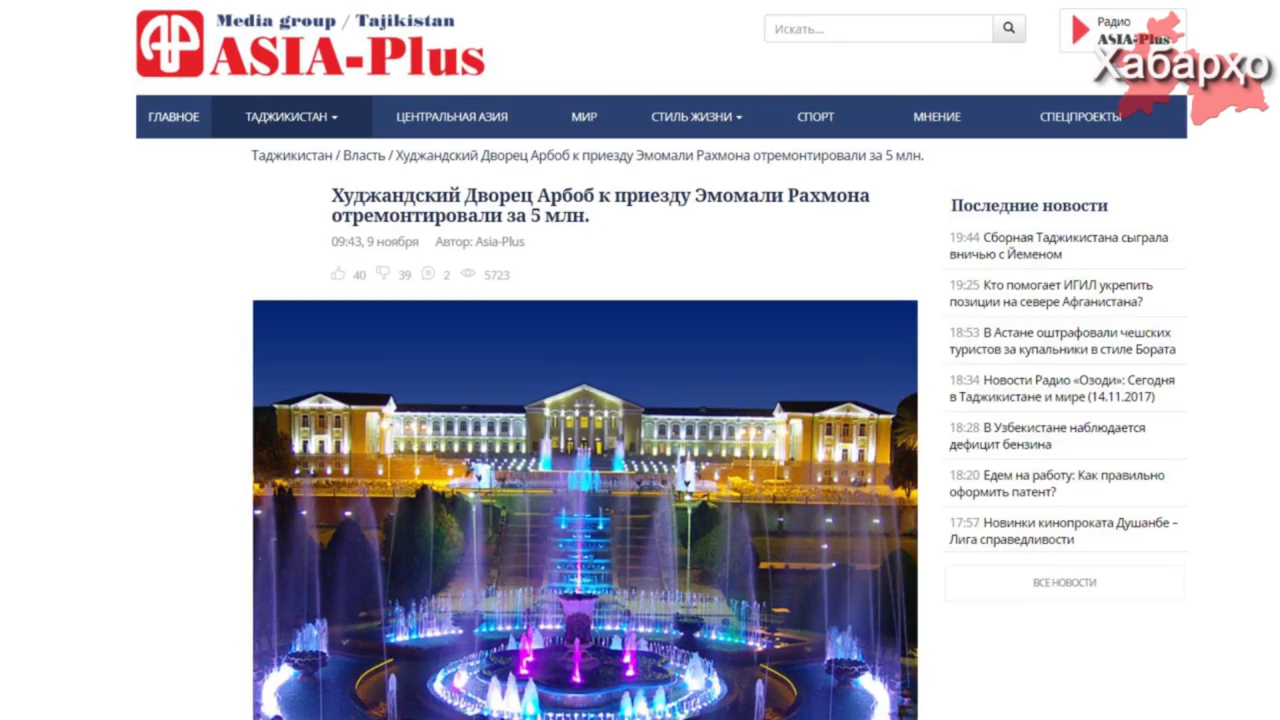 Media group / Tajikistan
ASIA-Plus
Искать...
Радио
ASIA-Plus
Хабарҳо
ГЛАВНОЕ
ТАДЖИКИСТАН
ЦЕНТРАЛЬНАЯ АЗИЯ
МИР
СТИЛЬ ЖИЗНИ
СПОРТ
МНЕНИЕ
СПЕЦПРОЕКТЫ
Таджикистан / Власть / Худжандский Дворец Арбоб к приезду Эмомали Рахмона отремонтировали за 5 млн.
Худжандский Дворец Арбоб к приезду Эмомали Рахмона
отремонтировали за 5 млн.
09:43, 9 ноября Автор: Asia-Plus
40 39 2 5723
Последние новости
19:44 Сборная Таджикистана сыграла
вничью с Йеменом
19:25 Кто помогает ИГИЛ укрепить
позиции на севере Афганистана?
18:53 В Астане оштрафовали чешских
туристов за купальники в стиле Бората
18:34 Новости Радио «Озоди»: Сегодня
в Таджикистане и мире (14.11.2017)
18:28 В Узбекистане наблюдается
дефицит бензина
18:20 Едем на работу: Как правильно
оформить патент?
17:57 Новинки кинопроката Душанбе –
Лига справедливости
ВСЕ НОВОСТИ